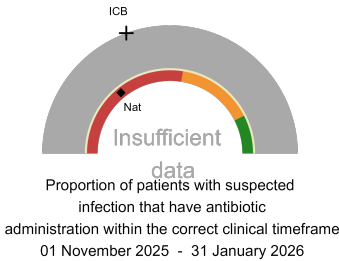 ICB
Nat
Insufficient
data
Proportion of patients with suspected
infection that have antibiotic
administration within the correct clinical timeframe
01 November 2025  -  31 January 2026